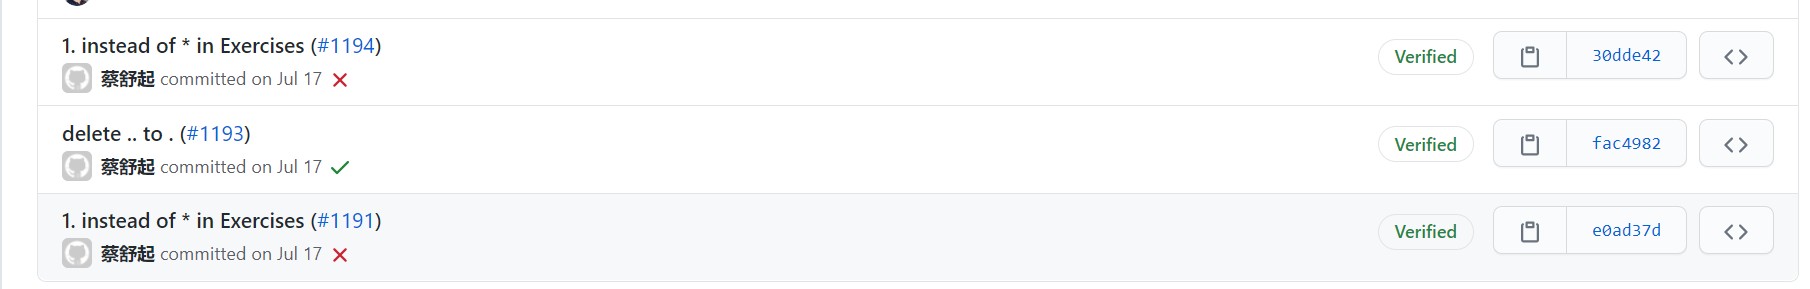 1. instead of * in Exercises (#1194)
蔡舒起 committed on Jul 17
Verified
30dde42
delete .. to . (#1193)
蔡舒起 committed on Jul 17
Verified
fac4982
1. instead of * in Exercises (#1191)
蔡舒起 committed on Jul 17
Verified
e0ad37d